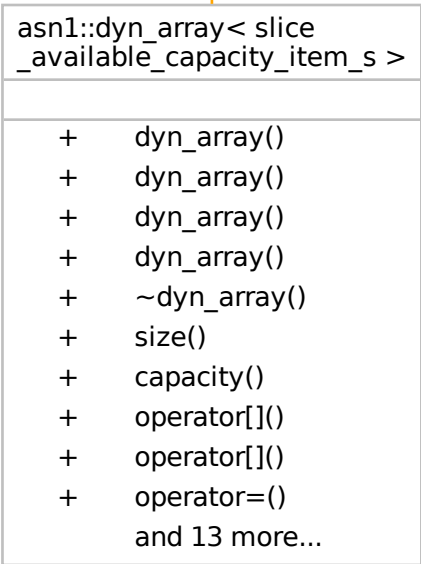 asn1::dyn_array< slice
_available_capacity_item_s >
+ dyn_array()
+ dyn_array()
+ dyn_array()
+ dyn_array()
+ ~dyn_array()
+ size()
+ capacity()
+ operator[]()
+ operator[]()
+ operator=()
and 13 more...